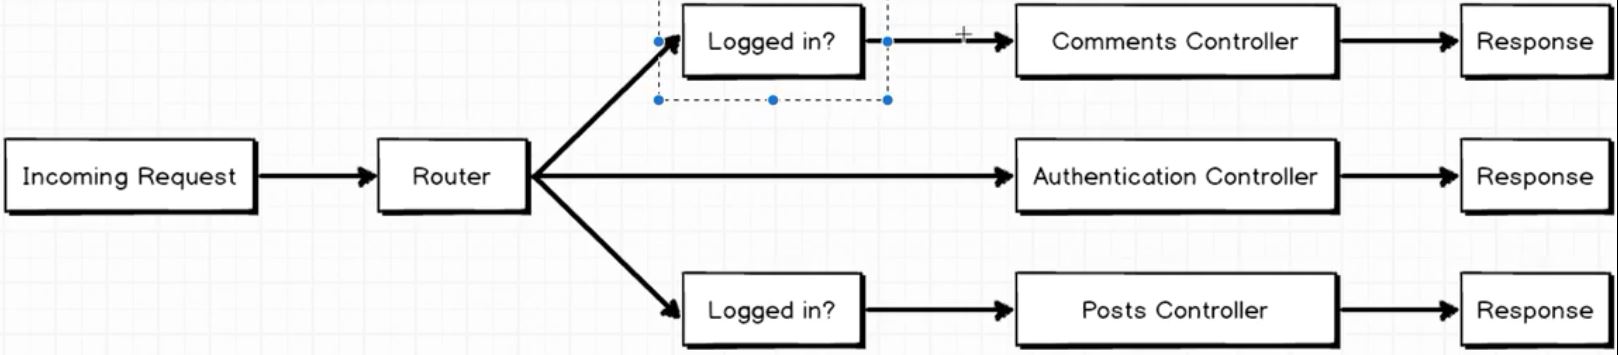 Logged in?
Comments Controller
Response
Incoming Request
Router
Authentication Controller
Response
Logged in?
Posts Controller
Response